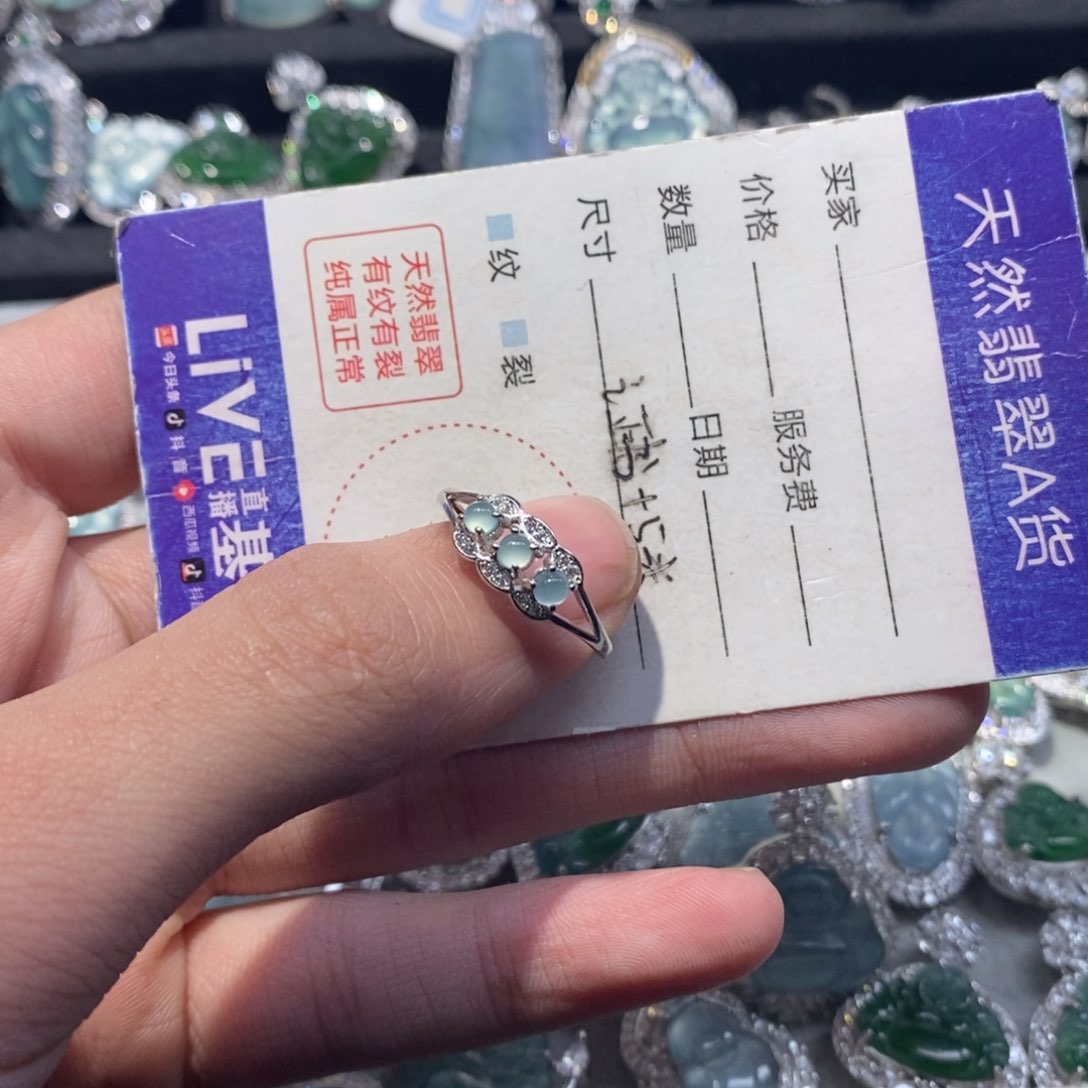 天然翡翠A货
买家
价格 服务费
数量 日期
尺寸
纹 裂
天然翡翠
有纹有裂
纯属正常
LiVE直播基
今日头条 抖音 西瓜视频 抖